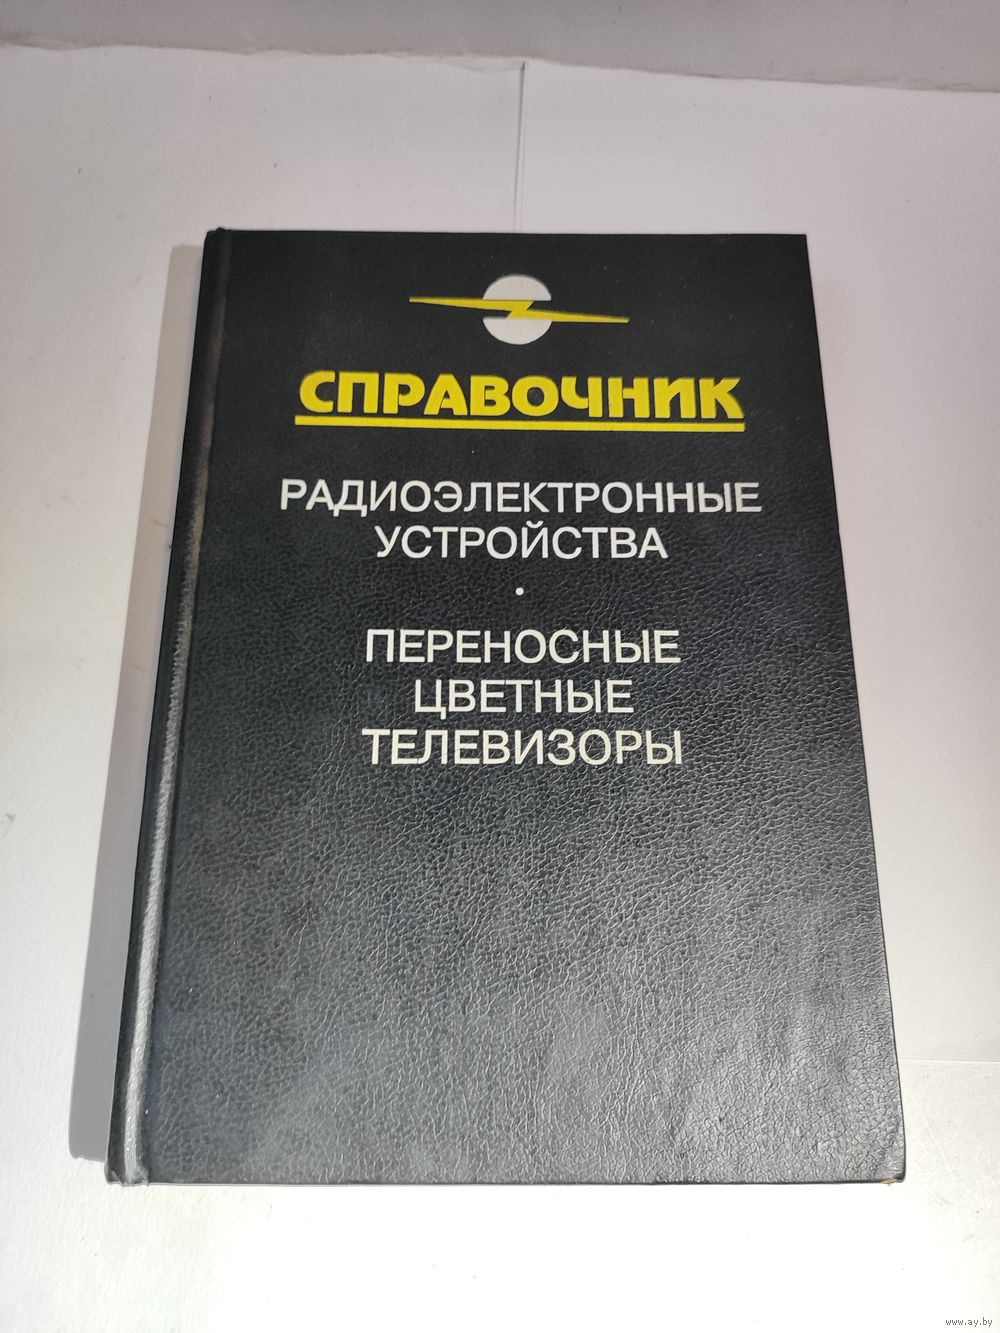 СПРАВОЧНИК
РАДИОЭЛЕКТРОННЫЕ
УСТРОЙСТВА
•
ПЕРЕНОСНЫЕ
ЦВЕТНЫЕ
ТЕЛЕВИЗОРЫ
www.ay.by